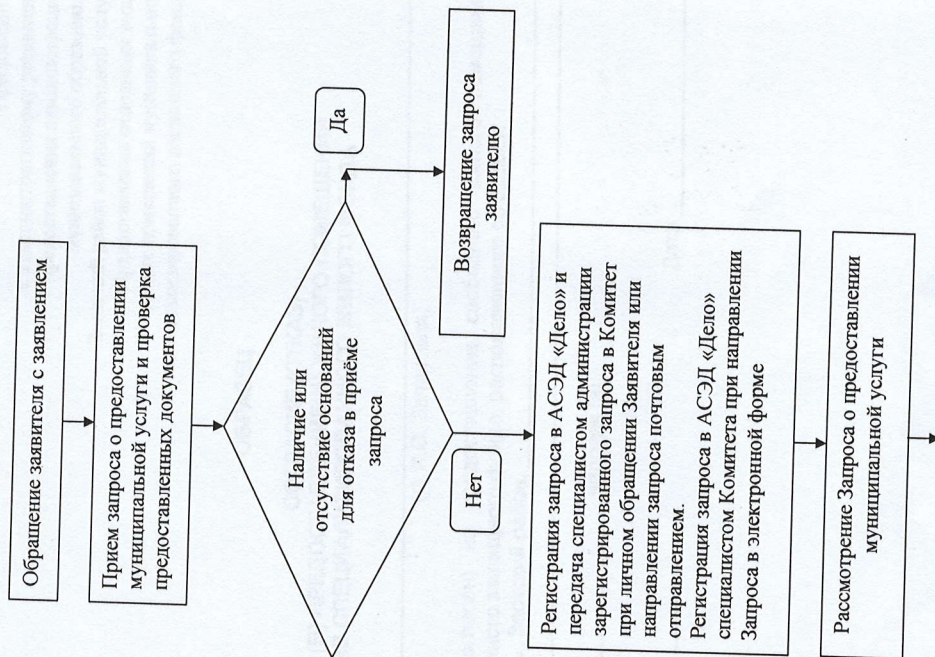 Обращение заявителя с заявлением
Прием запроса о предоставлении
муниципальной услуги и проверка
предоставленных документов
Наличие или
отсутствие оснований
для отказа в приёме
запроса
Да
Возвращение запроса
заявителю
Нет
Регистрация запроса в АСЭД «Дело» и
передача специалистом администрации
зарегистрированного запроса в Комитет
при личном обращении Заявителя или
направлении запроса почтовым
отправлением.
Регистрация запроса в АСЭД «Дело»
специалистом Комитета при направлении
Запроса в электронной форме
Рассмотрение Запроса о предоставлении
муниципальной услуги